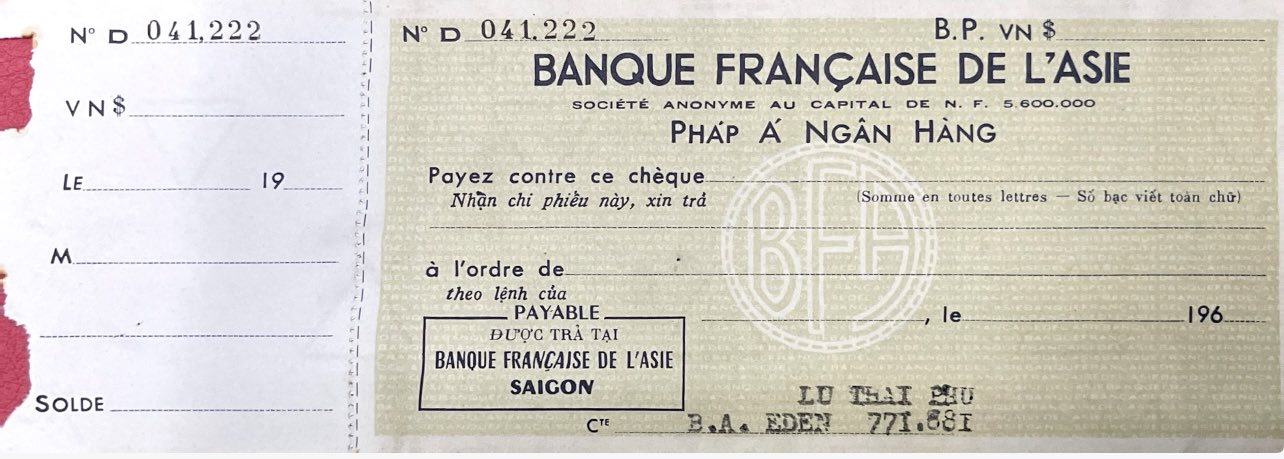 N° D 041,222
VN$
LE 19
M
SOLDE
N° D 041.222 B.P. VN $
BANQUE FRANÇAISE DE L'ASIE
SOCIÉTÉ ANONYME AU CAPITAL DE N. F. 5.600.000
PHÁP Á NGÂN HÀNG
Payez contre ce chèque
Nhận chi phiếu này, xin trả (Somme en toutes lettres — Số bạc viết toàn chữ)
BFA
à l'ordre de
theo lệnh của
, le 196
PAYABLE
ĐƯỢC TRẢ TẠI
BANQUE FRANÇAISE DE L'ASIE
SAIGON
LU THAI PHU
CTE B.A. EDEN 771.681